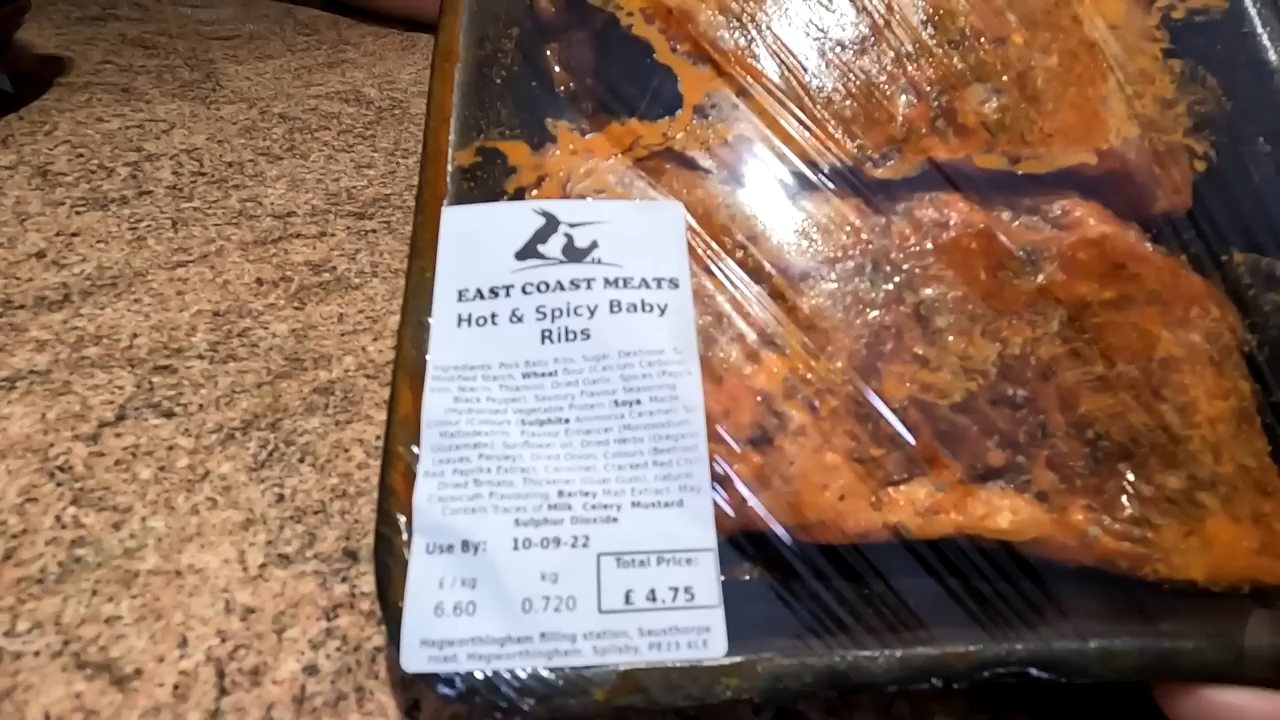 EAST COAST MEATS
Hot & Spicy Baby
Ribs
Ingredients: Pork Baby Ribs, Sugar, Dextrose,
Modified Starch, Wheat flour (Calcium Carbonate
Iron, Niacin, Thiamin), Dried Garlic, Spices (Paprika
Black Pepper), Savoury Flavour Seasoning
(Hydrolised Vegetable Protein (Soya, Maize
Colour (Colours (Sulphite Ammonia Caramel)
Maltodextrin, Flavour Enhancer (Monosodium
Glutamate), Sunflower oil, Dried Herbs (Oregano
Leaves, Parsley), Dried Onion, Colours (Beetroot
Red, Paprika Extract, Carmine), Cracked Red
Dried Tomato, Thickener (Guar Gum), natural
Capsicum Flavouring, Barley Malt Extract. May
Contain Traces of Milk, Celery, Mustard
Sulphur Dioxide
Use By: 10-09-22
£ / kg kg Total Price:
6.60 0.720 £ 4.75
Hagworthingham filling station, Sausthorpe
road, Hagworthingham, Spilsby, PE23 4LE